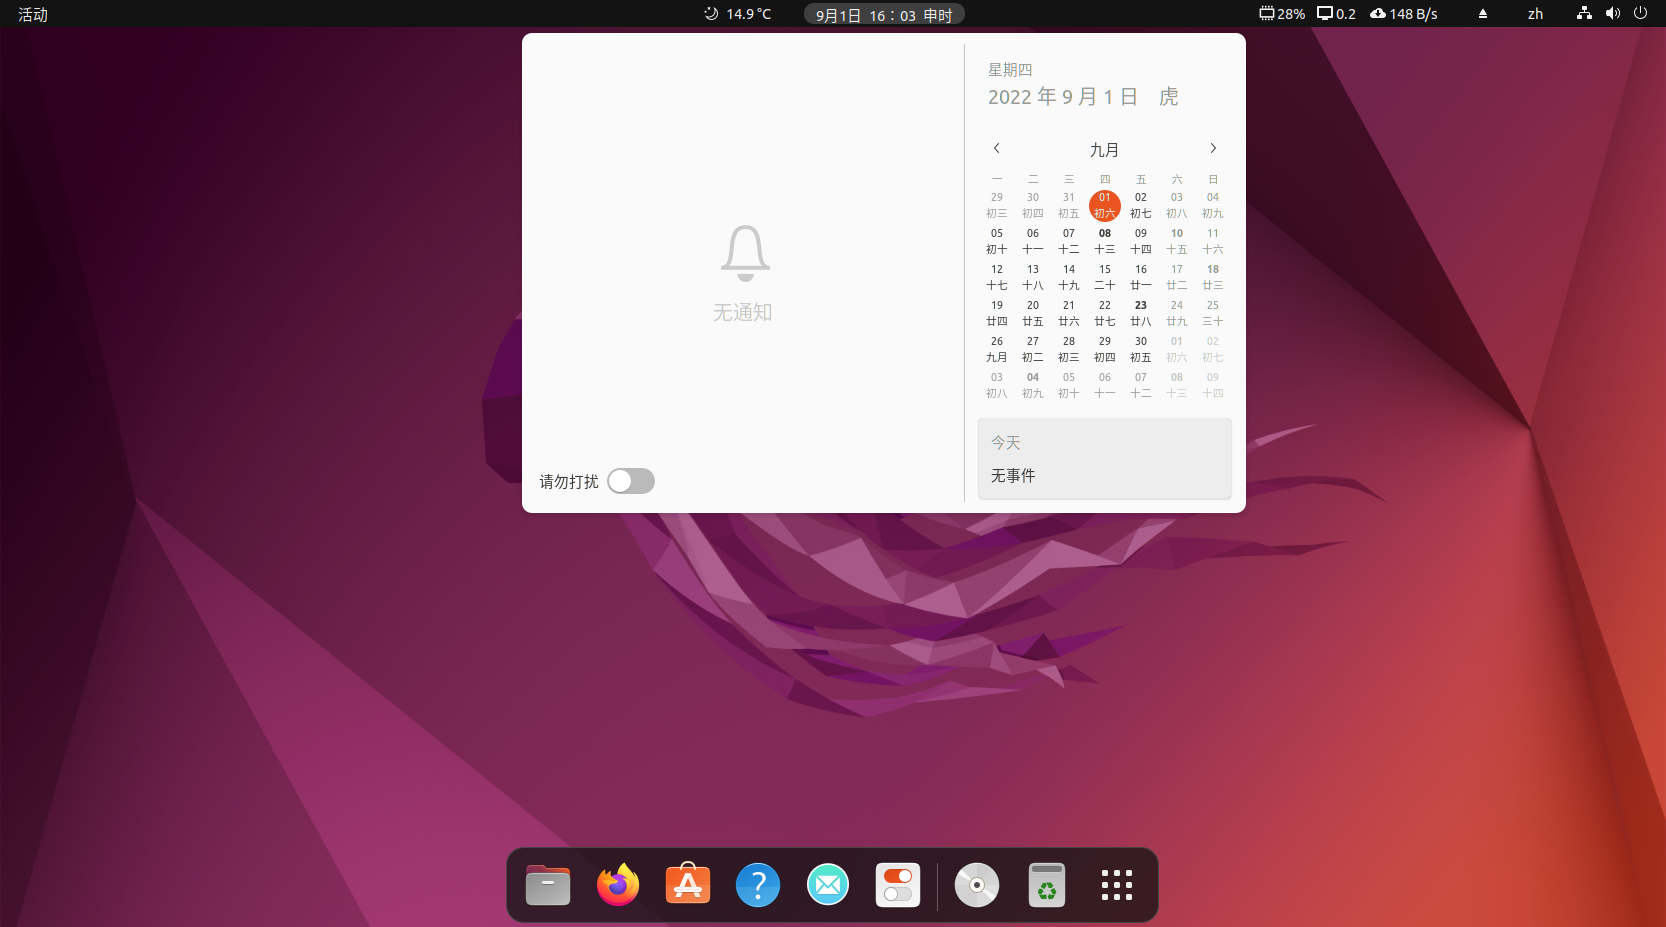 活动
14.9 °C
9月1日 16：03 申时
28%
0.2
148 B/s
zh
无通知
请勿打扰
星期四
2022 年 9 月 1 日 虎
九月
一 二 三 四 五 六 日
29 30 31 01 02 03 04
初三 初四 初五 初六 初七 初八 初九
05 06 07 08 09 10 11
初十 十一 十二 十三 十四 十五 十六
12 13 14 15 16 17 18
十七 十八 十九 二十 廿一 廿二 廿三
19 20 21 22 23 24 25
廿四 廿五 廿六 廿七 廿八 廿九 三十
26 27 28 29 30 01 02
九月 初二 初三 初四 初五 初六 初七
03 04 05 06 07 08 09
初八 初九 初十 十一 十二 十三 十四
今天
无事件